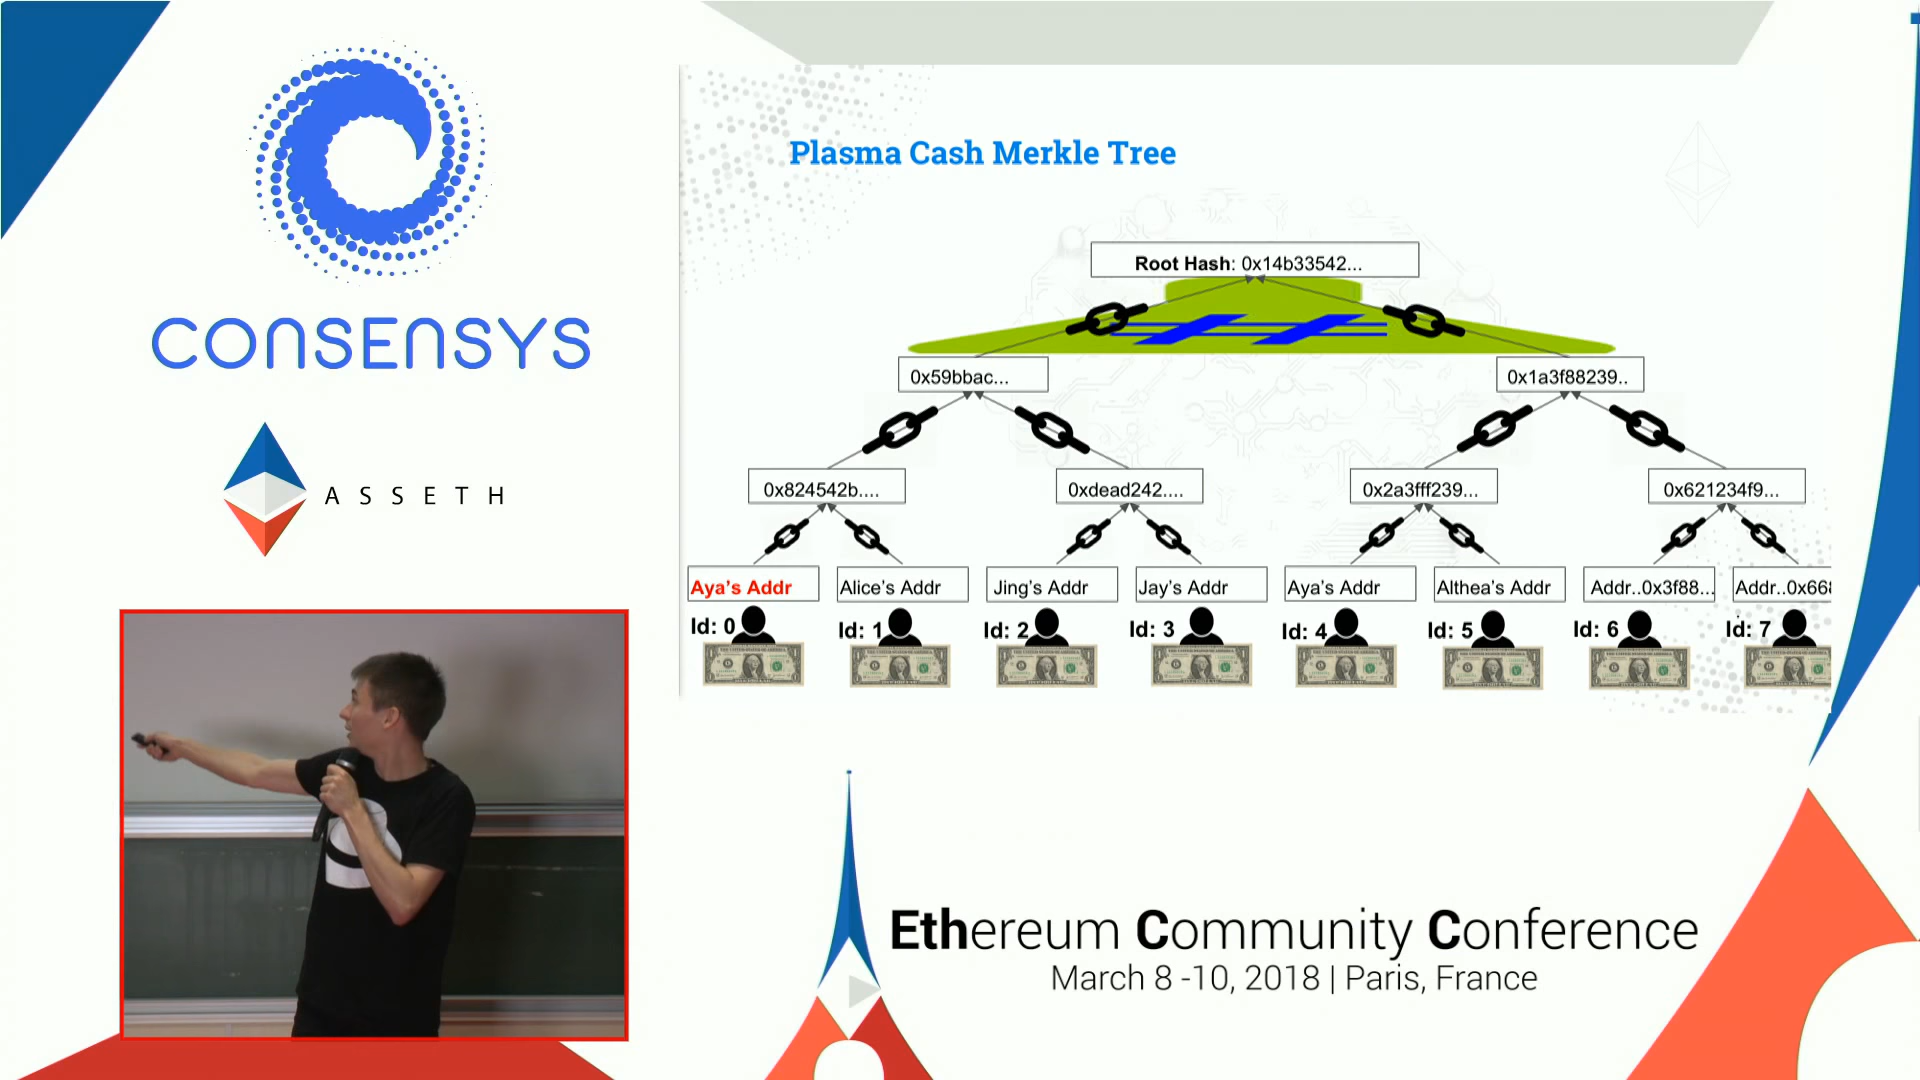 CONSENSYS
ASSETH
Plasma Cash Merkle Tree
Root Hash: 0x14b33542...
0x59bbac...
0x1a3f88239..
0x824542b....
0xdead242....
0x2a3fff239...
0x621234f9...
Aya's Addr
Alice's Addr
Jing's Addr
Jay's Addr
Aya's Addr
Althea's Addr
Addr..0x3f88...
Addr..0x66
Id: 0
Id: 1
Id: 2
Id: 3
Id: 4
Id: 5
Id: 6
Id: 7
Ethereum Community Conference
March 8 -10, 2018 | Paris, France